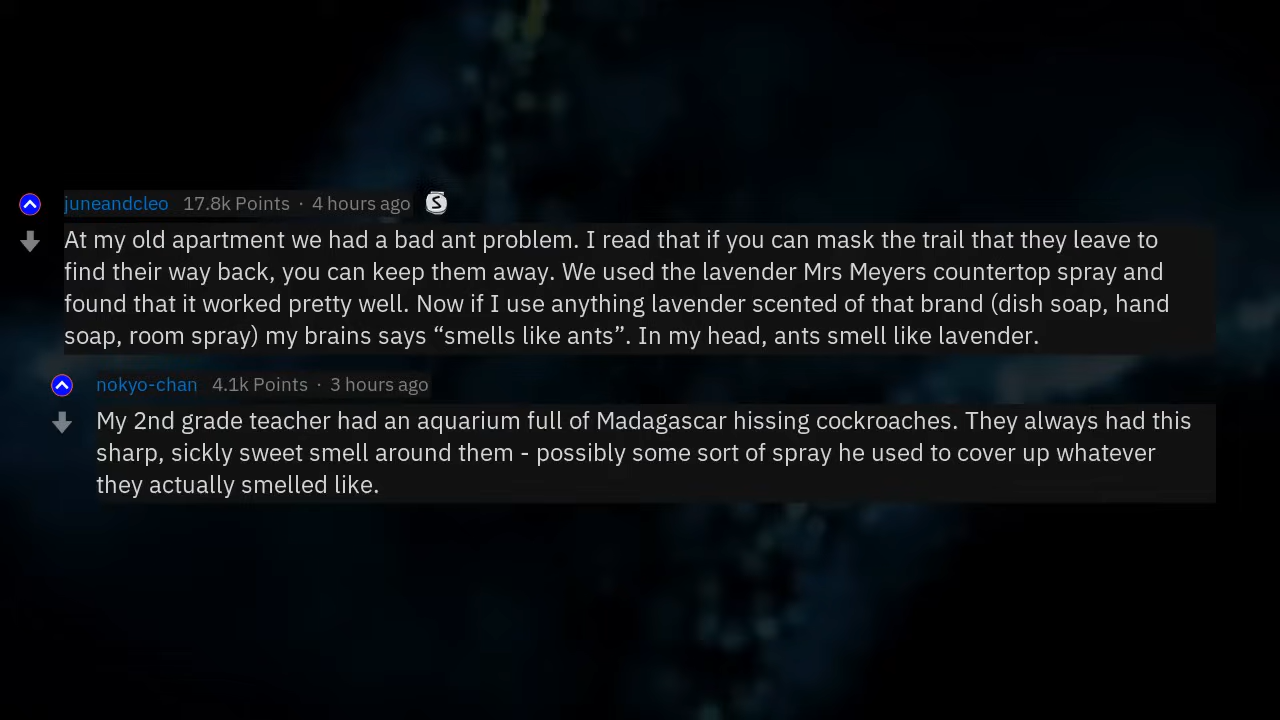 juneandcleo 17.8k Points · 4 hours ago S
At my old apartment we had a bad ant problem. I read that if you can mask the trail that they leave to
find their way back, you can keep them away. We used the lavender Mrs Meyers countertop spray and
found that it worked pretty well. Now if I use anything lavender scented of that brand (dish soap, hand
soap, room spray) my brains says “smells like ants”. In my head, ants smell like lavender.
nokyo-chan 4.1k Points · 3 hours ago
My 2nd grade teacher had an aquarium full of Madagascar hissing cockroaches. They always had this
sharp, sickly sweet smell around them - possibly some sort of spray he used to cover up whatever
they actually smelled like.